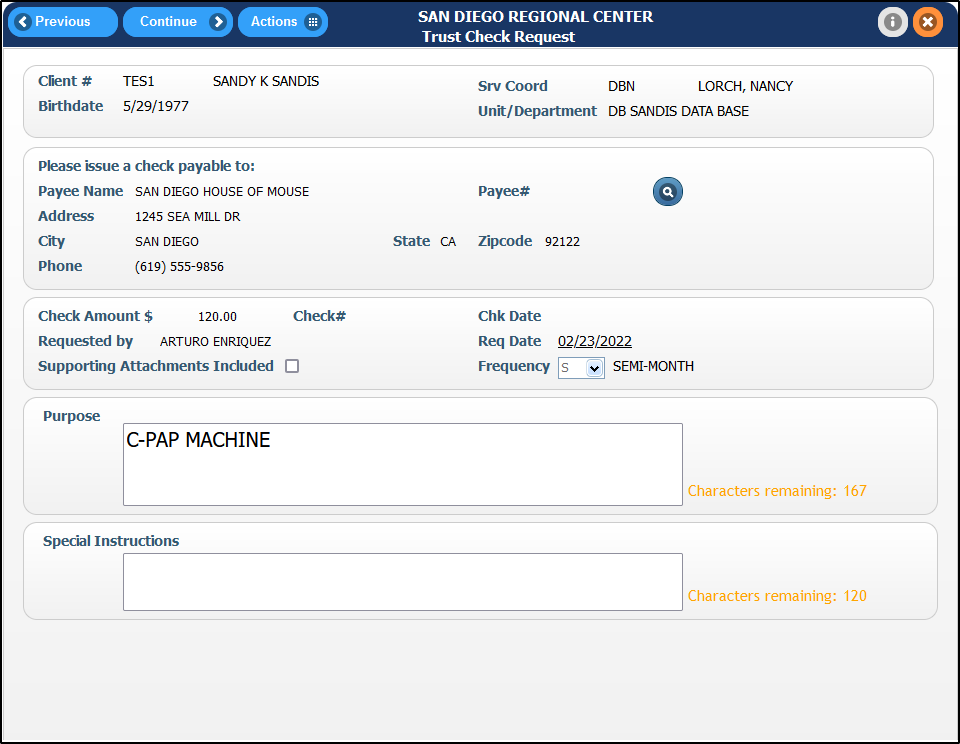 Previous Continue Actions SAN DIEGO REGIONAL CENTER
Trust Check Request
Client # TES1 SANDY K SANDIS Srv Coord DBN LORCH, NANCY
Birthdate 5/29/1977 Unit/Department DB SANDIS DATA BASE
Please issue a check payable to:
Payee Name SAN DIEGO HOUSE OF MOUSE Payee#
Address 1245 SEA MILL DR
City SAN DIEGO State CA Zipcode 92122
Phone (619) 555-9856
Check Amount $ 120.00 Check# Chk Date
Requested by ARTURO ENRIQUEZ Req Date 02/23/2022
Supporting Attachments Included Frequency S SEMI-MONTH
Purpose
C-PAP MACHINE
Characters remaining: 167
Special Instructions
Characters remaining: 120